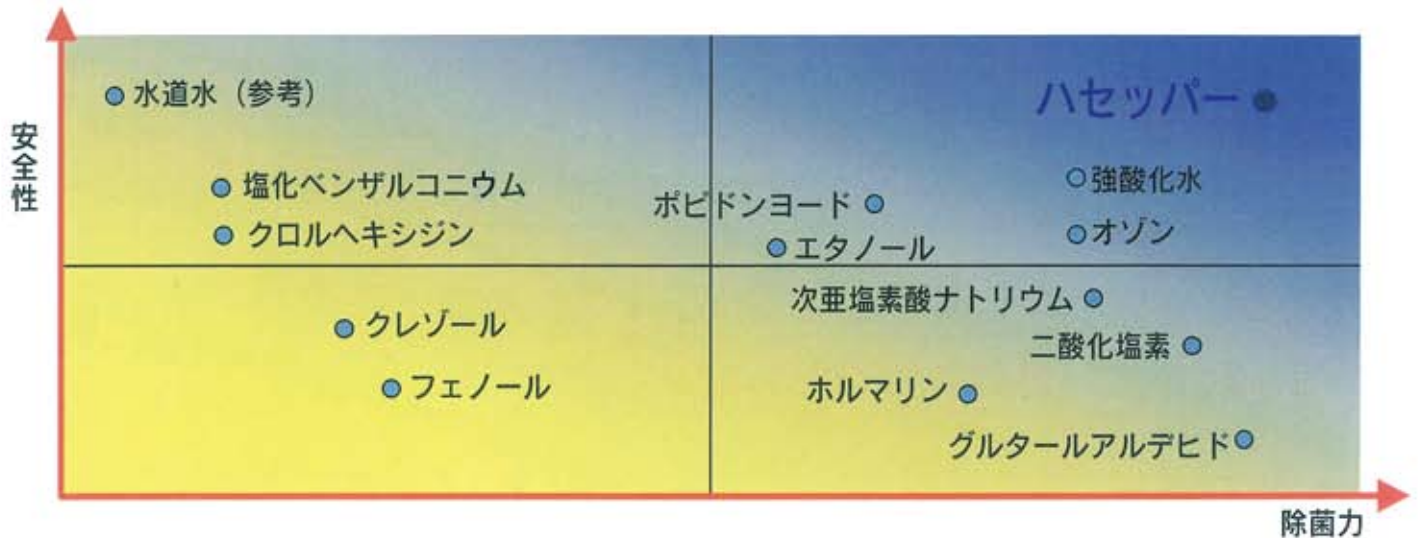 安全性
水道水（参考）
ハセッパー
塩化ベンザルコニウム
強酸化水
ポビドンヨード
クロルヘキシジン
オゾン
エタノール
次亜塩素酸ナトリウム
クレゾール
二酸化塩素
フェノール
ホルマリン
グルタールアルデヒド
除菌力